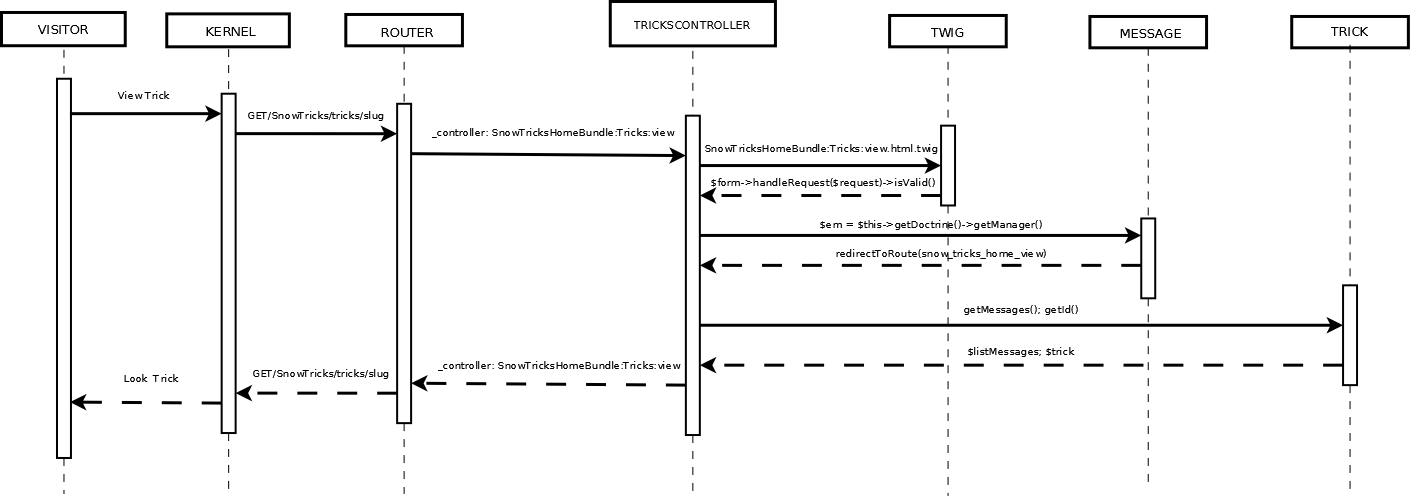 VISITOR
KERNEL
ROUTER
TRICKSCONTROLLER
TWIG
MESSAGE
TRICK
View Trick
GET/SnowTricks/tricks/slug
_controller: SnowTricksHomeBundle:Tricks:view
SnowTricksHomeBundle:Tricks:view.html.twig
$form->handleRequest($request)->isValid()
$em = $this->getDoctrine()->getManager()
redirectToRoute(snow_tricks_home_view)
getMessages(); getId()
$listMessages; $trick
_controller: SnowTricksHomeBundle:Tricks:view
GET/SnowTricks/tricks/slug
Look Trick